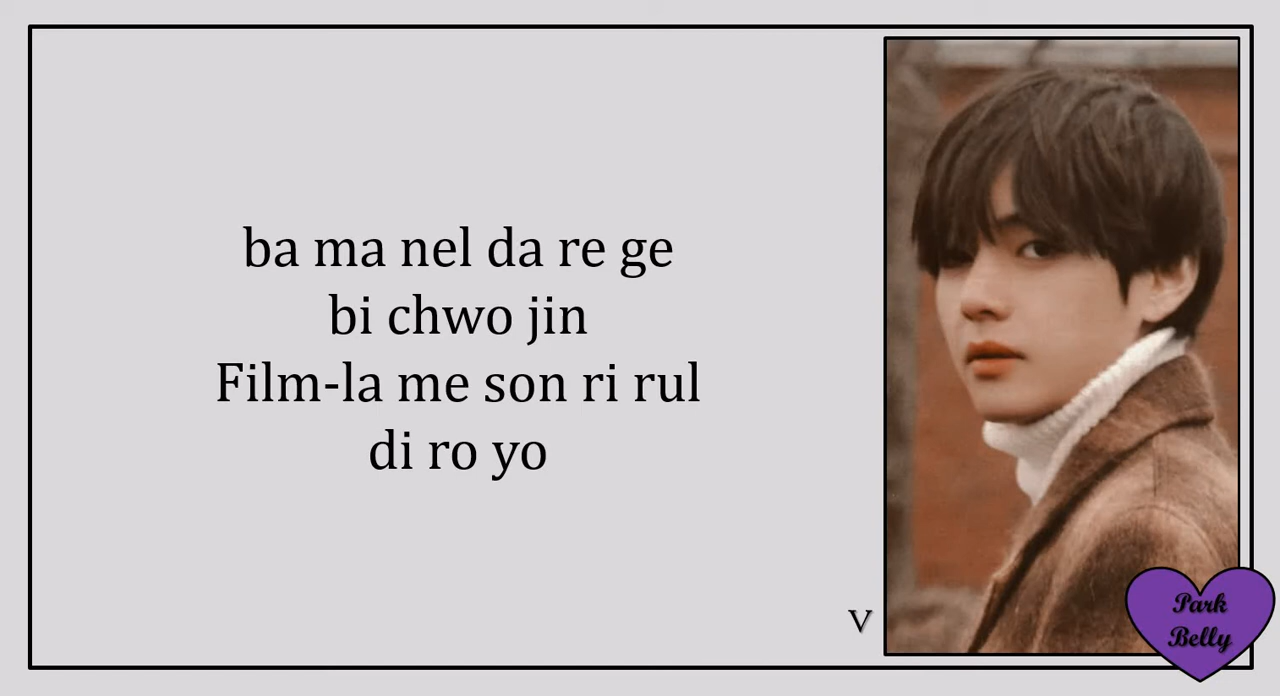 ba ma nel da re ge
bi chwo jin
Film-la me son ri rul
di ro yo
V
Park
Belly